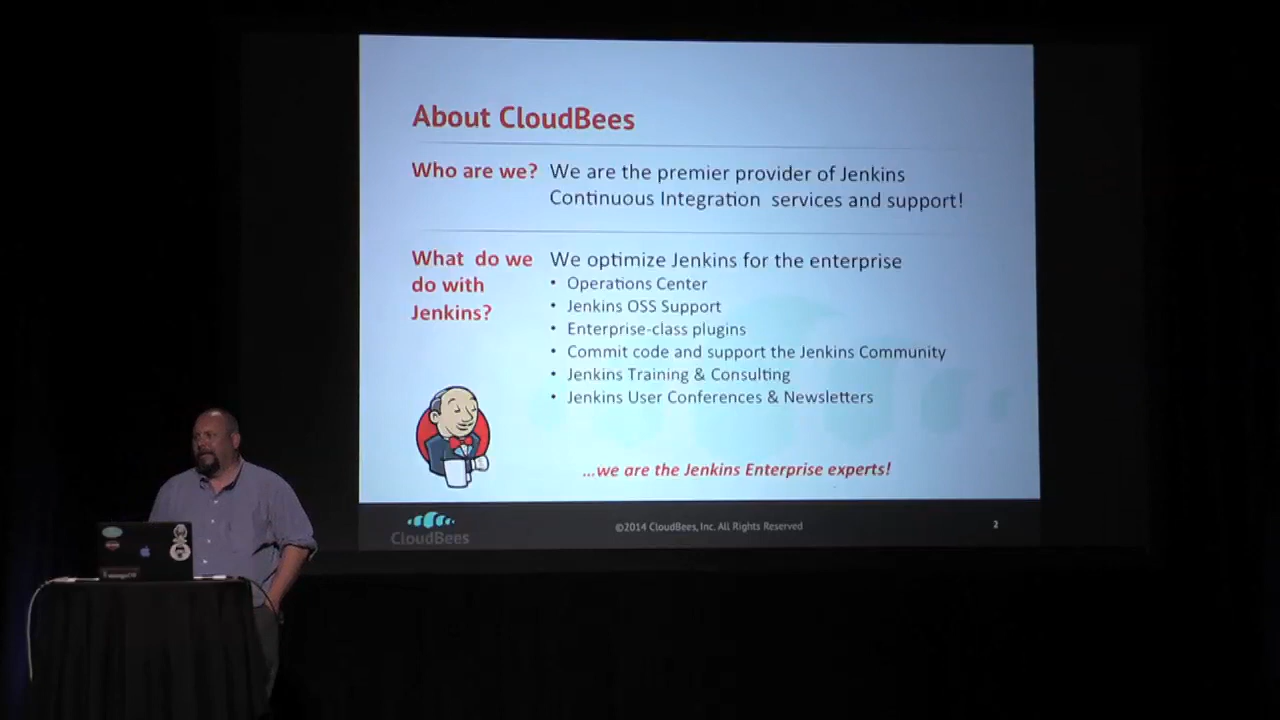 About CloudBees
Who are we?
We are the premier provider of Jenkins
Continuous Integration services and support!
What do we
do with
Jenkins?
We optimize Jenkins for the enterprise
• Operations Center
• Jenkins OSS Support
• Enterprise-class plugins
• Commit code and support the Jenkins Community
• Jenkins Training & Consulting
• Jenkins User Conferences & Newsletters
...we are the Jenkins Enterprise experts!
CloudBees
©2014 CloudBees, Inc. All Rights Reserved
2